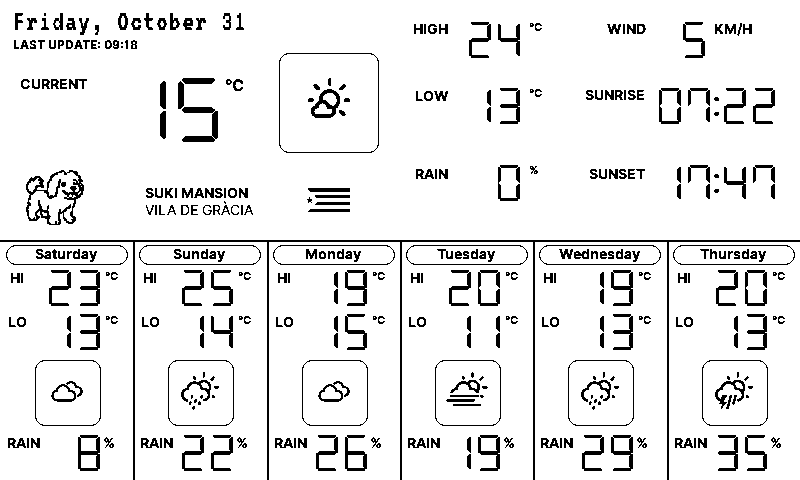 Friday, October 31
LAST UPDATE: 09:18
CURRENT 15 °C
HIGH 24 °C
WIND 5 KM/H
LOW 13 °C
SUNRISE 07:22
RAIN 0 %
SUNSET 17:47
SUKI MANSION
VILA DE GRÀCIA
Saturday
HI 23 °C
LO 13 °C
RAIN 8 %
Sunday
HI 25 °C
LO 14 °C
RAIN 22 %
Monday
HI 19 °C
LO 15 °C
RAIN 26 %
Tuesday
HI 20 °C
LO 11 °C
RAIN 19 %
Wednesday
HI 19 °C
LO 13 °C
RAIN 29 %
Thursday
HI 20 °C
LO 13 °C
RAIN 35 %